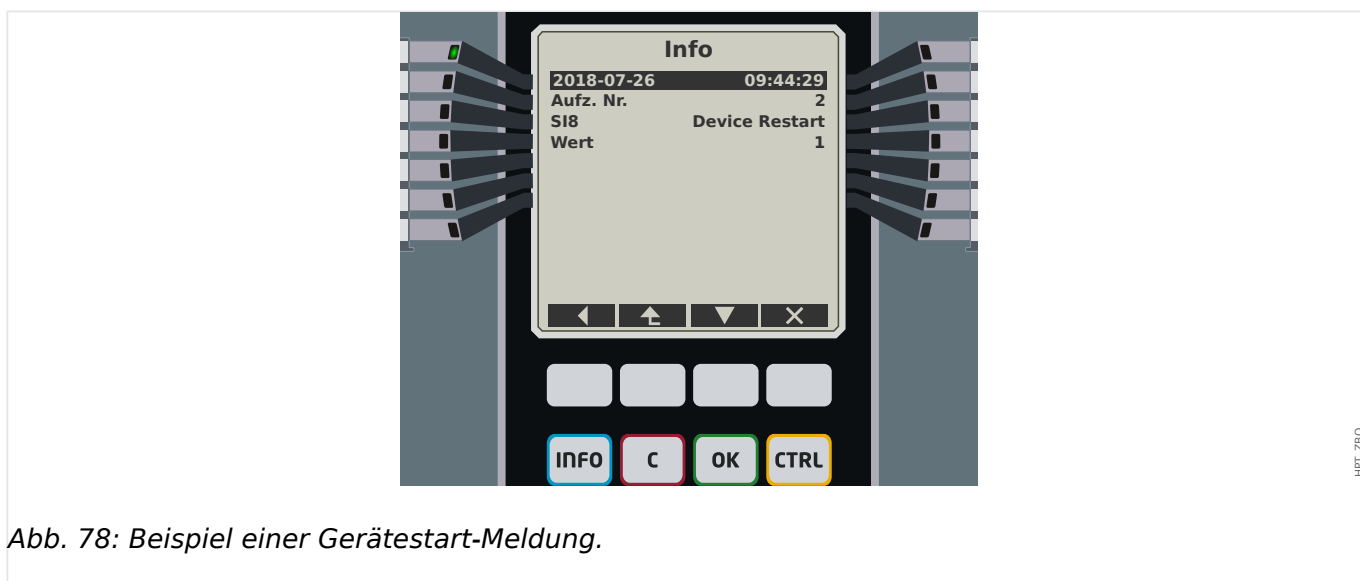 Info
2018-07-26 09:44:29
Aufz. Nr. 2
SI8 Device Restart
Wert 1
INFO C OK CTRL
HPT_ZBO
Abb. 78: Beispiel einer Gerätestart-Meldung.